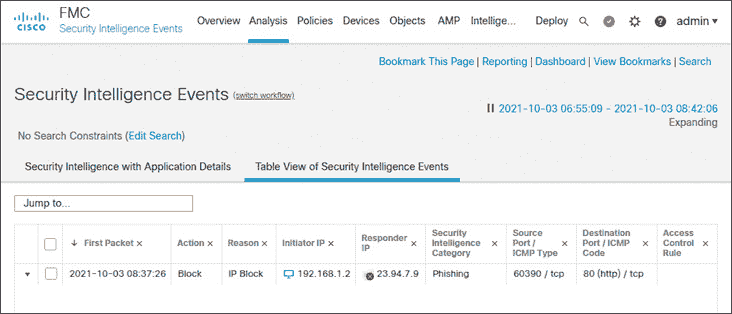 CISCO
FMC
Security Intelligence Events
Overview Analysis Policies Devices Objects AMP Intellige... Deploy admin
Bookmark This Page | Reporting | Dashboard | View Bookmarks | Search
Security Intelligence Events (switch workflow)
2021-10-03 06:55:09 - 2021-10-03 08:42:06
Expanding
No Search Constraints (Edit Search)
Security Intelligence with Application Details Table View of Security Intelligence Events
Jump to...
First Packet × Action × Reason × Initiator IP × Responder IP × Security Intelligence Category × Source Port / ICMP Type × Destination Port / ICMP Code × Access Control Rule ×
2021-10-03 08:37:26 Block IP Block 192.168.1.2 23.94.7.9 Phishing 60390 / tcp 80 (http) / tcp